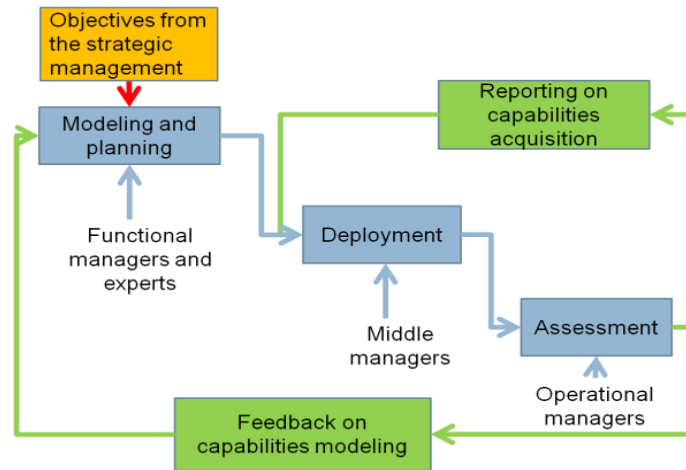 Objectives from
the strategic
management
Modeling and
planning
Reporting on
capabilities
acquisition
Functional
managers and
experts
Deployment
Middle
managers
Assessment
Operational
managers
Feedback on
capabilities modeling